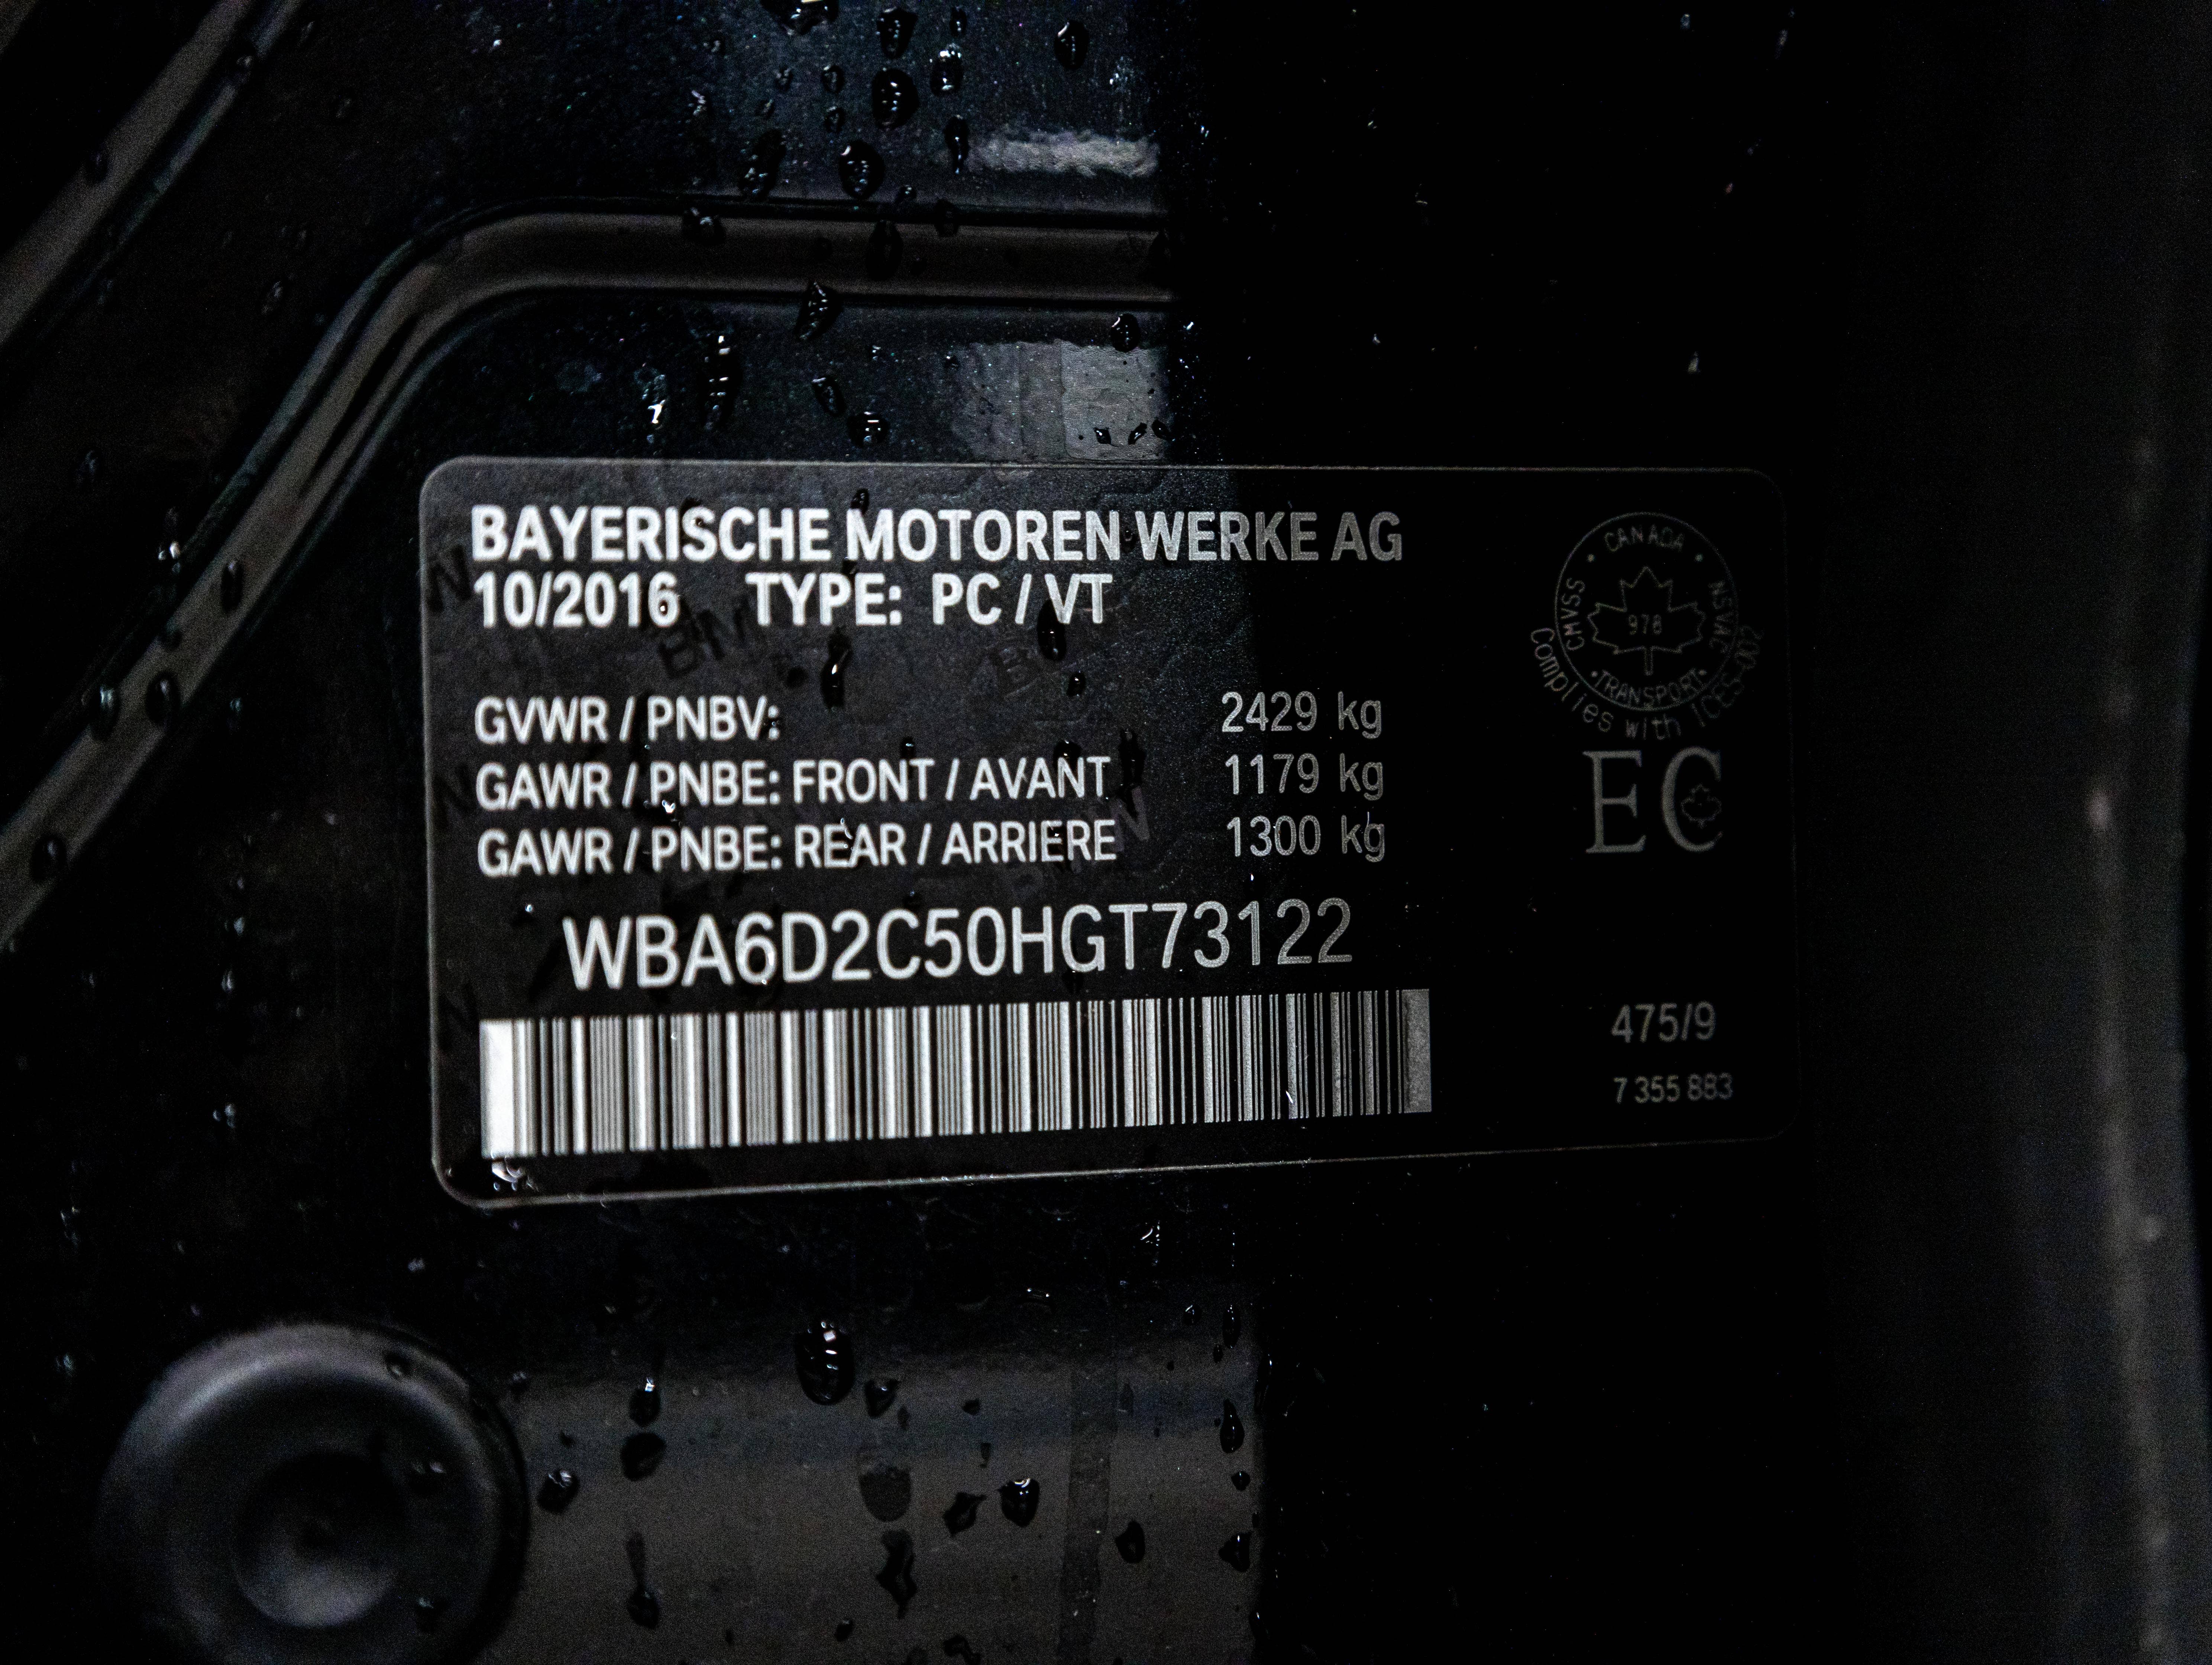 BAYERISCHE MOTOREN WERKE AG
10/2016 TYPE: PC / VT
GVWR / PNBV: 2429 kg
GAWR / PNBE: FRONT / AVANT 1179 kg
GAWR / PNBE: REAR / ARRIERE 1300 kg
WBA6D2C50HGT73122
CANADA
CMVSS
NSVAC
978
TRANSPORT
Complies with ICES-002
EC
475/9
7 355 883
BMW